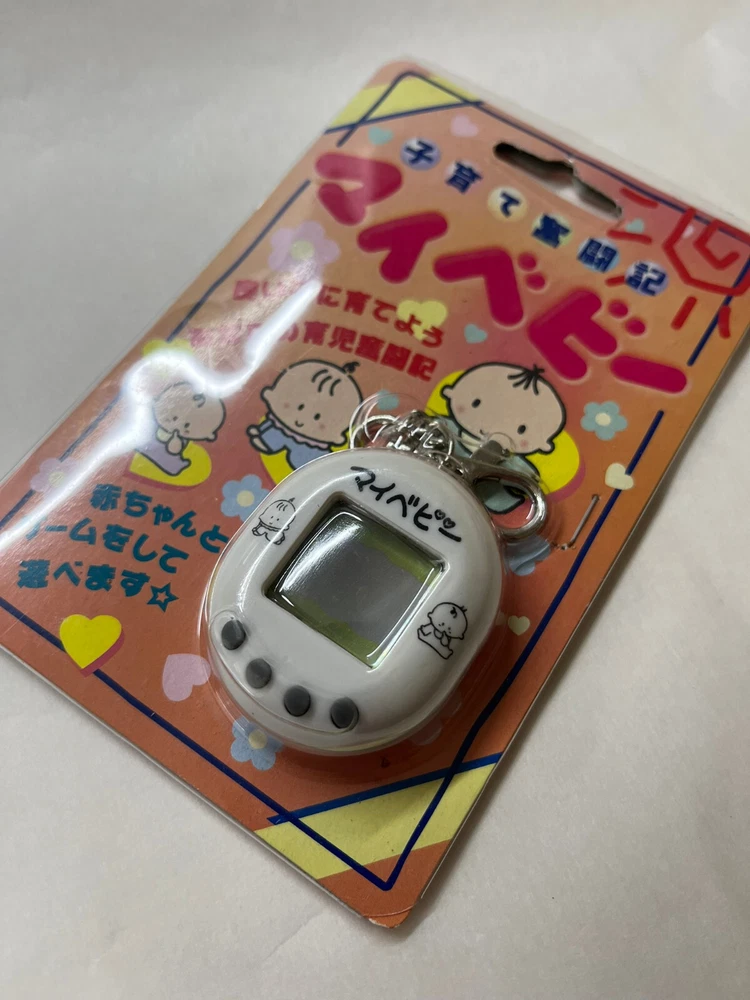 子育て奮闘記
マイベビー
に育てよう
育児奮闘記
マイベビー
赤ちゃんと
ームをして
遊べます☆